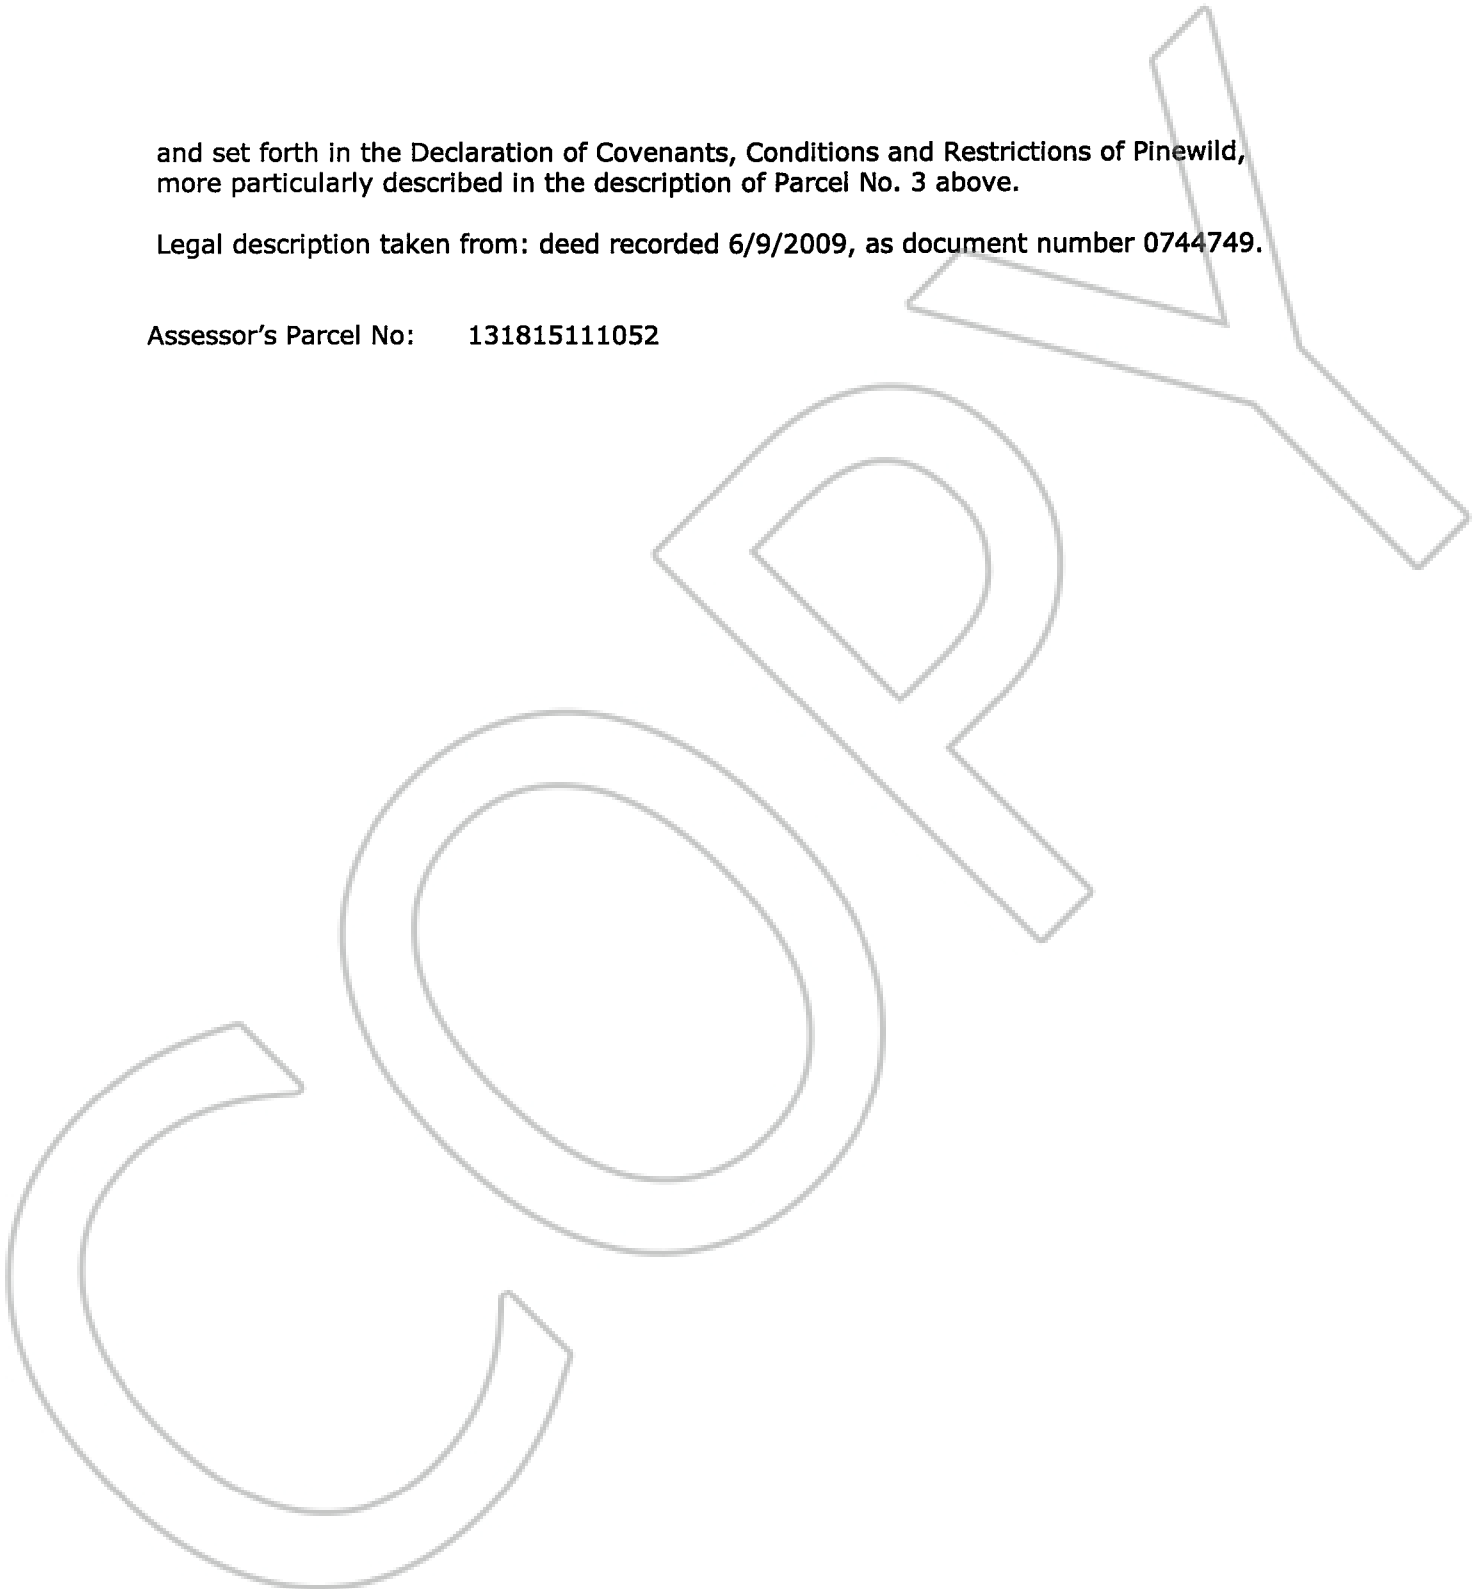 and set forth in the Declaration of Covenants, Conditions and Restrictions of Pinewild,
more particularly described in the description of Parcel No. 3 above.
Legal description taken from: deed recorded 6/9/2009, as document number 0744749.
Assessor's Parcel No: 131815111052
COPY